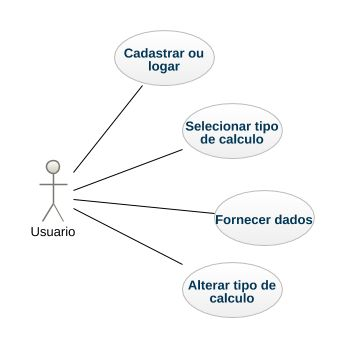 Cadastrar ou
logar
Selecionar tipo
de calculo
Fornecer dados
Usuario
Alterar tipo de
calculo